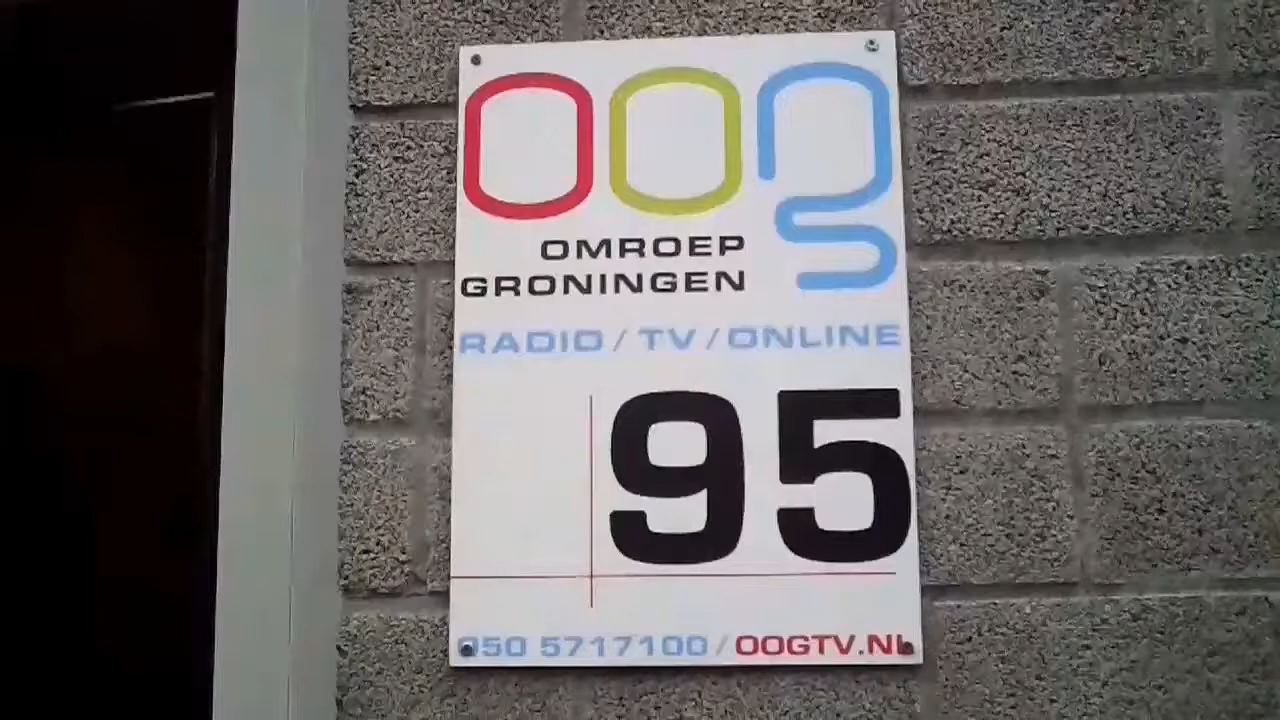 oog
OMROEP
GRONINGEN
RADIO / TV / ONLINE
95
050 5717100 / OOGTV.NL